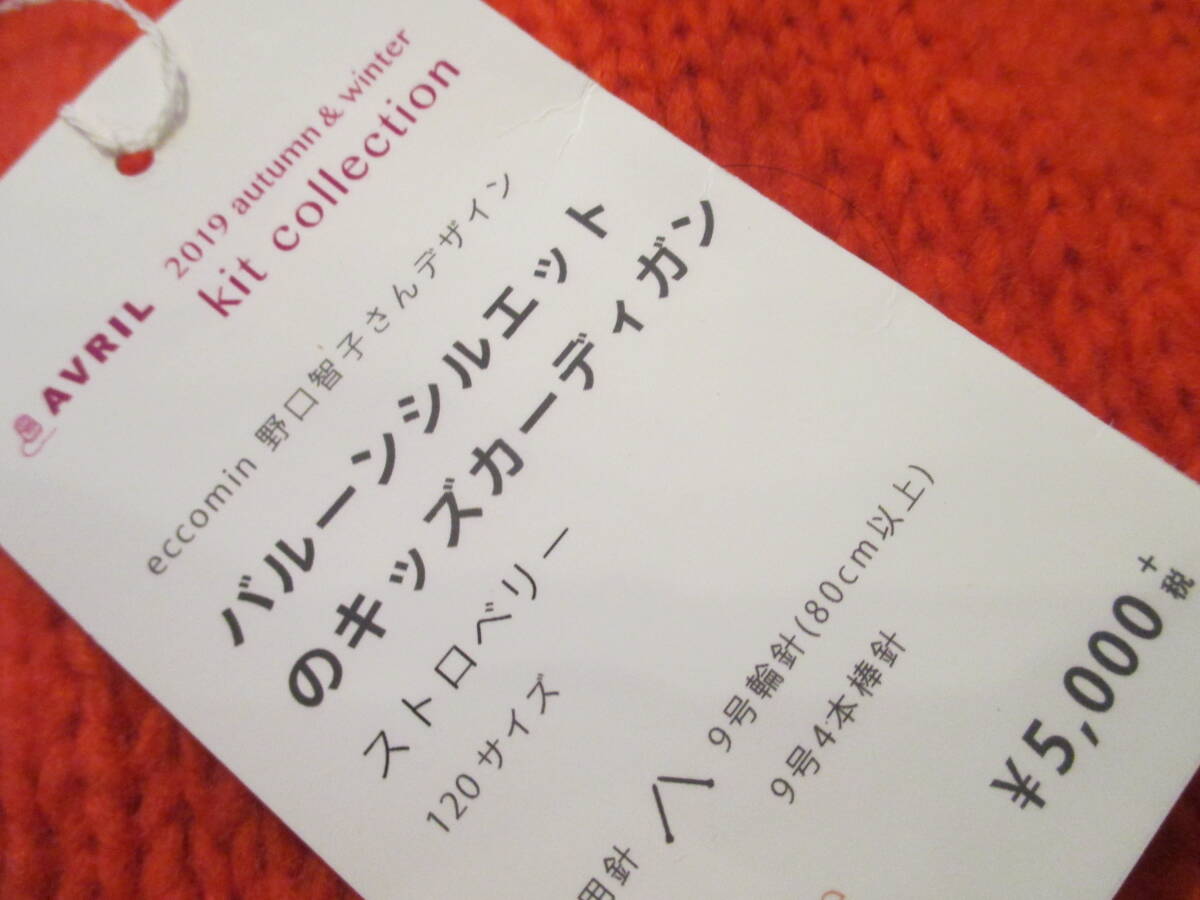 AVRIL
2019 autumn & winter
kit collection
eccomin 野口智子さんデザイン
バルーンシルエット
のキッズカーディガン
ストロベリー
120サイズ
用針
9号輪針(80cm以上)
9号4本棒針
¥5,000+税